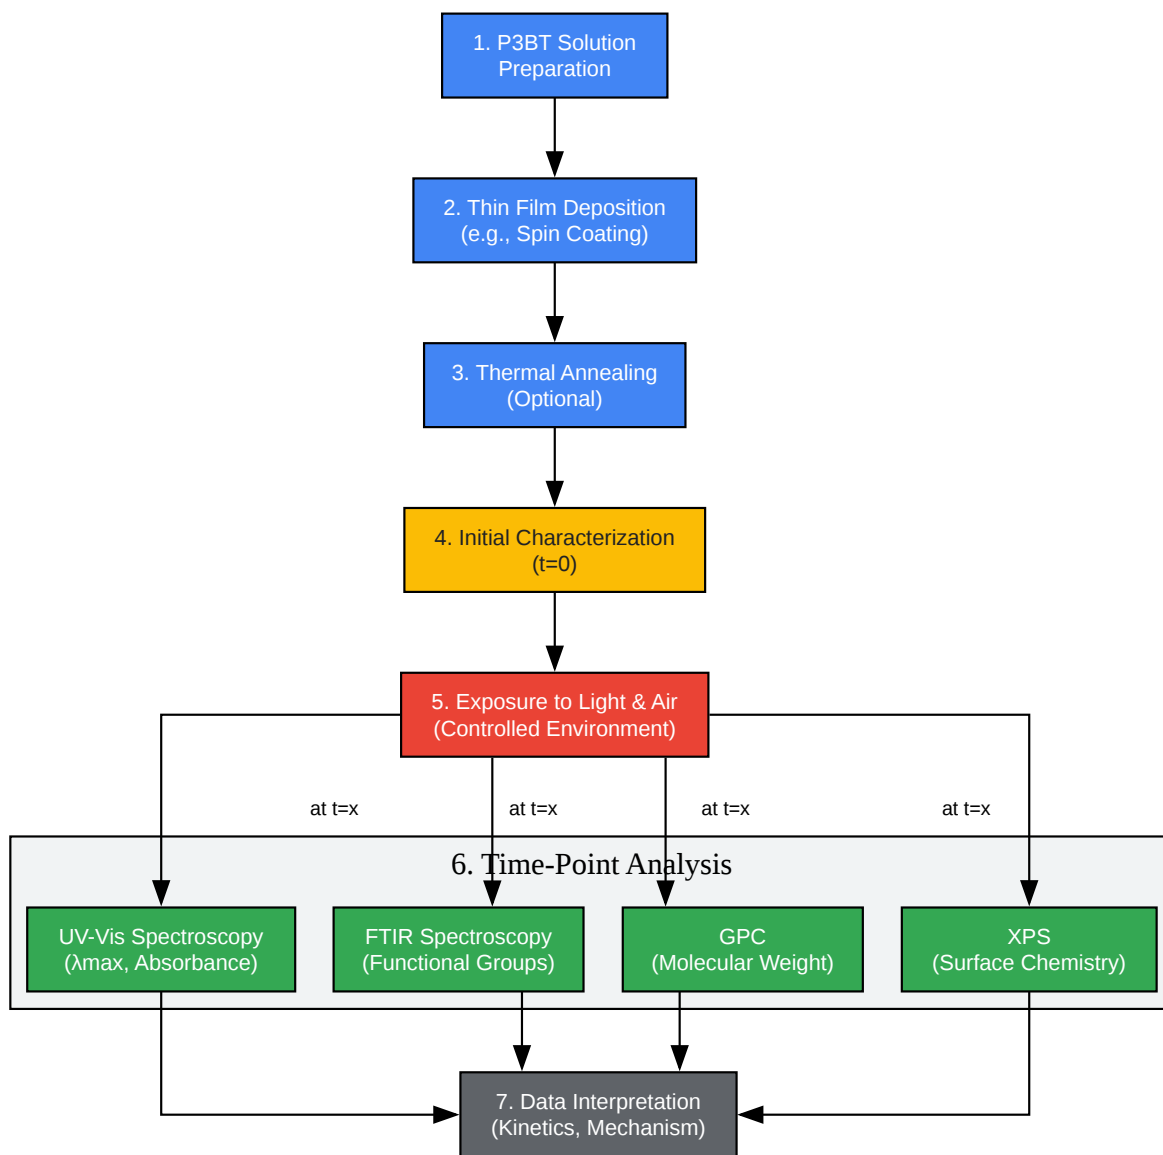 1. P3BT Solution
Preparation
2. Thin Film Deposition
(e.g., Spin Coating)
3. Thermal Annealing
(Optional)
4. Initial Characterization
(t=0)
5. Exposure to Light & Air
(Controlled Environment)
at t=x
at t=x
at t=x
at t=x
6. Time-Point Analysis
UV-Vis Spectroscopy
(λmax, Absorbance)
FTIR Spectroscopy
(Functional Groups)
GPC
(Molecular Weight)
XPS
(Surface Chemistry)
7. Data Interpretation
(Kinetics, Mechanism)